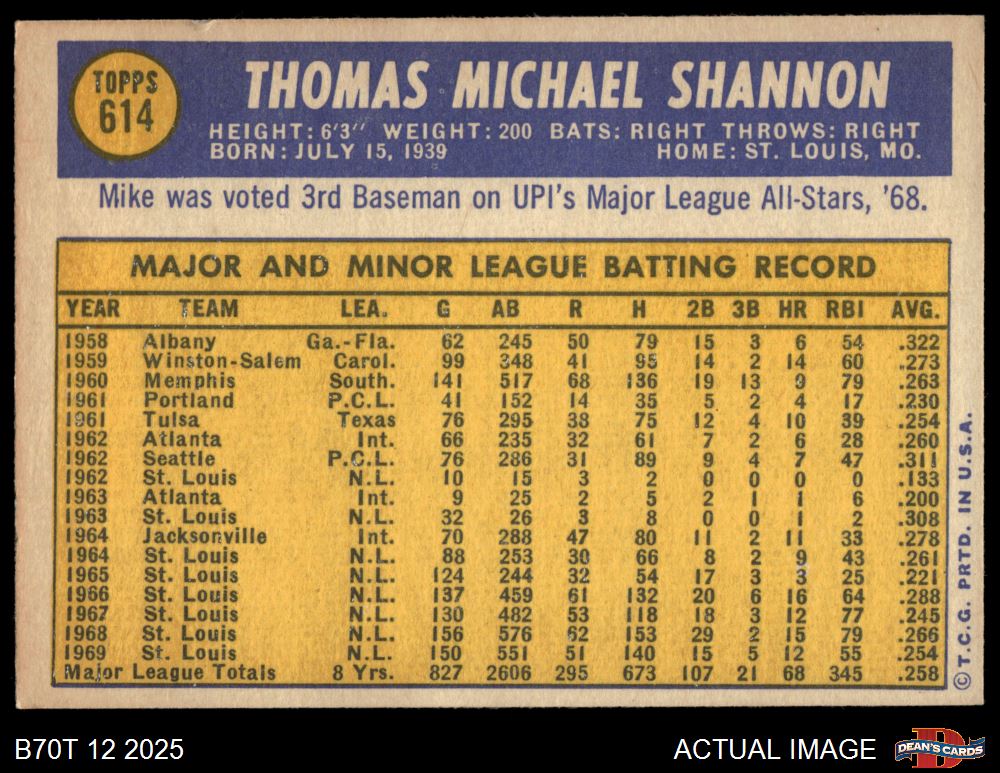 TOPPS
614
THOMAS MICHAEL SHANNON
HEIGHT: 6'3" WEIGHT: 200 BATS: RIGHT THROWS: RIGHT
BORN: JULY 15, 1939 HOME: ST. LOUIS, MO.
Mike was voted 3rd Baseman on UPI's Major League All-Stars, '68.
MAJOR AND MINOR LEAGUE BATTING RECORD
YEAR TEAM LEA. G AB R H 2B 3B HR RBI AVG.
1958 Albany Ga.-Fla. 62 245 50 79 15 3 6 54 .322
1959 Winston-Salem Carol. 99 348 41 95 14 2 14 60 .273
1960 Memphis South. 141 517 68 136 19 13 9 79 .263
1961 Portland P.C.L. 41 152 14 35 5 2 4 17 .230
1961 Tulsa Texas 76 295 38 75 12 4 10 39 .254
1962 Atlanta Int. 66 235 32 61 7 2 6 28 .260
1962 Seattle P.C.L. 76 286 31 89 9 4 7 47 .311
1962 St. Louis N.L. 10 15 3 2 0 0 0 0 .133
1963 Atlanta Int. 9 25 2 5 2 1 1 6 .200
1963 St. Louis N.L. 32 26 3 8 0 0 1 2 .308
1964 Jacksonville Int. 70 288 47 80 11 2 11 33 .278
1964 St. Louis N.L. 88 253 30 66 8 2 9 43 .261
1965 St. Louis N.L. 124 244 32 54 17 3 3 25 .221
1966 St. Louis N.L. 137 459 61 132 20 6 16 64 .288
1967 St. Louis N.L. 130 482 53 118 18 3 12 77 .245
1968 St. Louis N.L. 156 576 62 153 29 2 15 79 .266
1969 St. Louis N.L. 150 551 51 140 15 5 12 55 .254
Major League Totals 8 Yrs. 827 2606 295 673 107 21 68 345 .258
© T.C.G. PRTD. IN U.S.A.
B70T 12 2025
ACTUAL IMAGE
D
DEAN'S CARDS